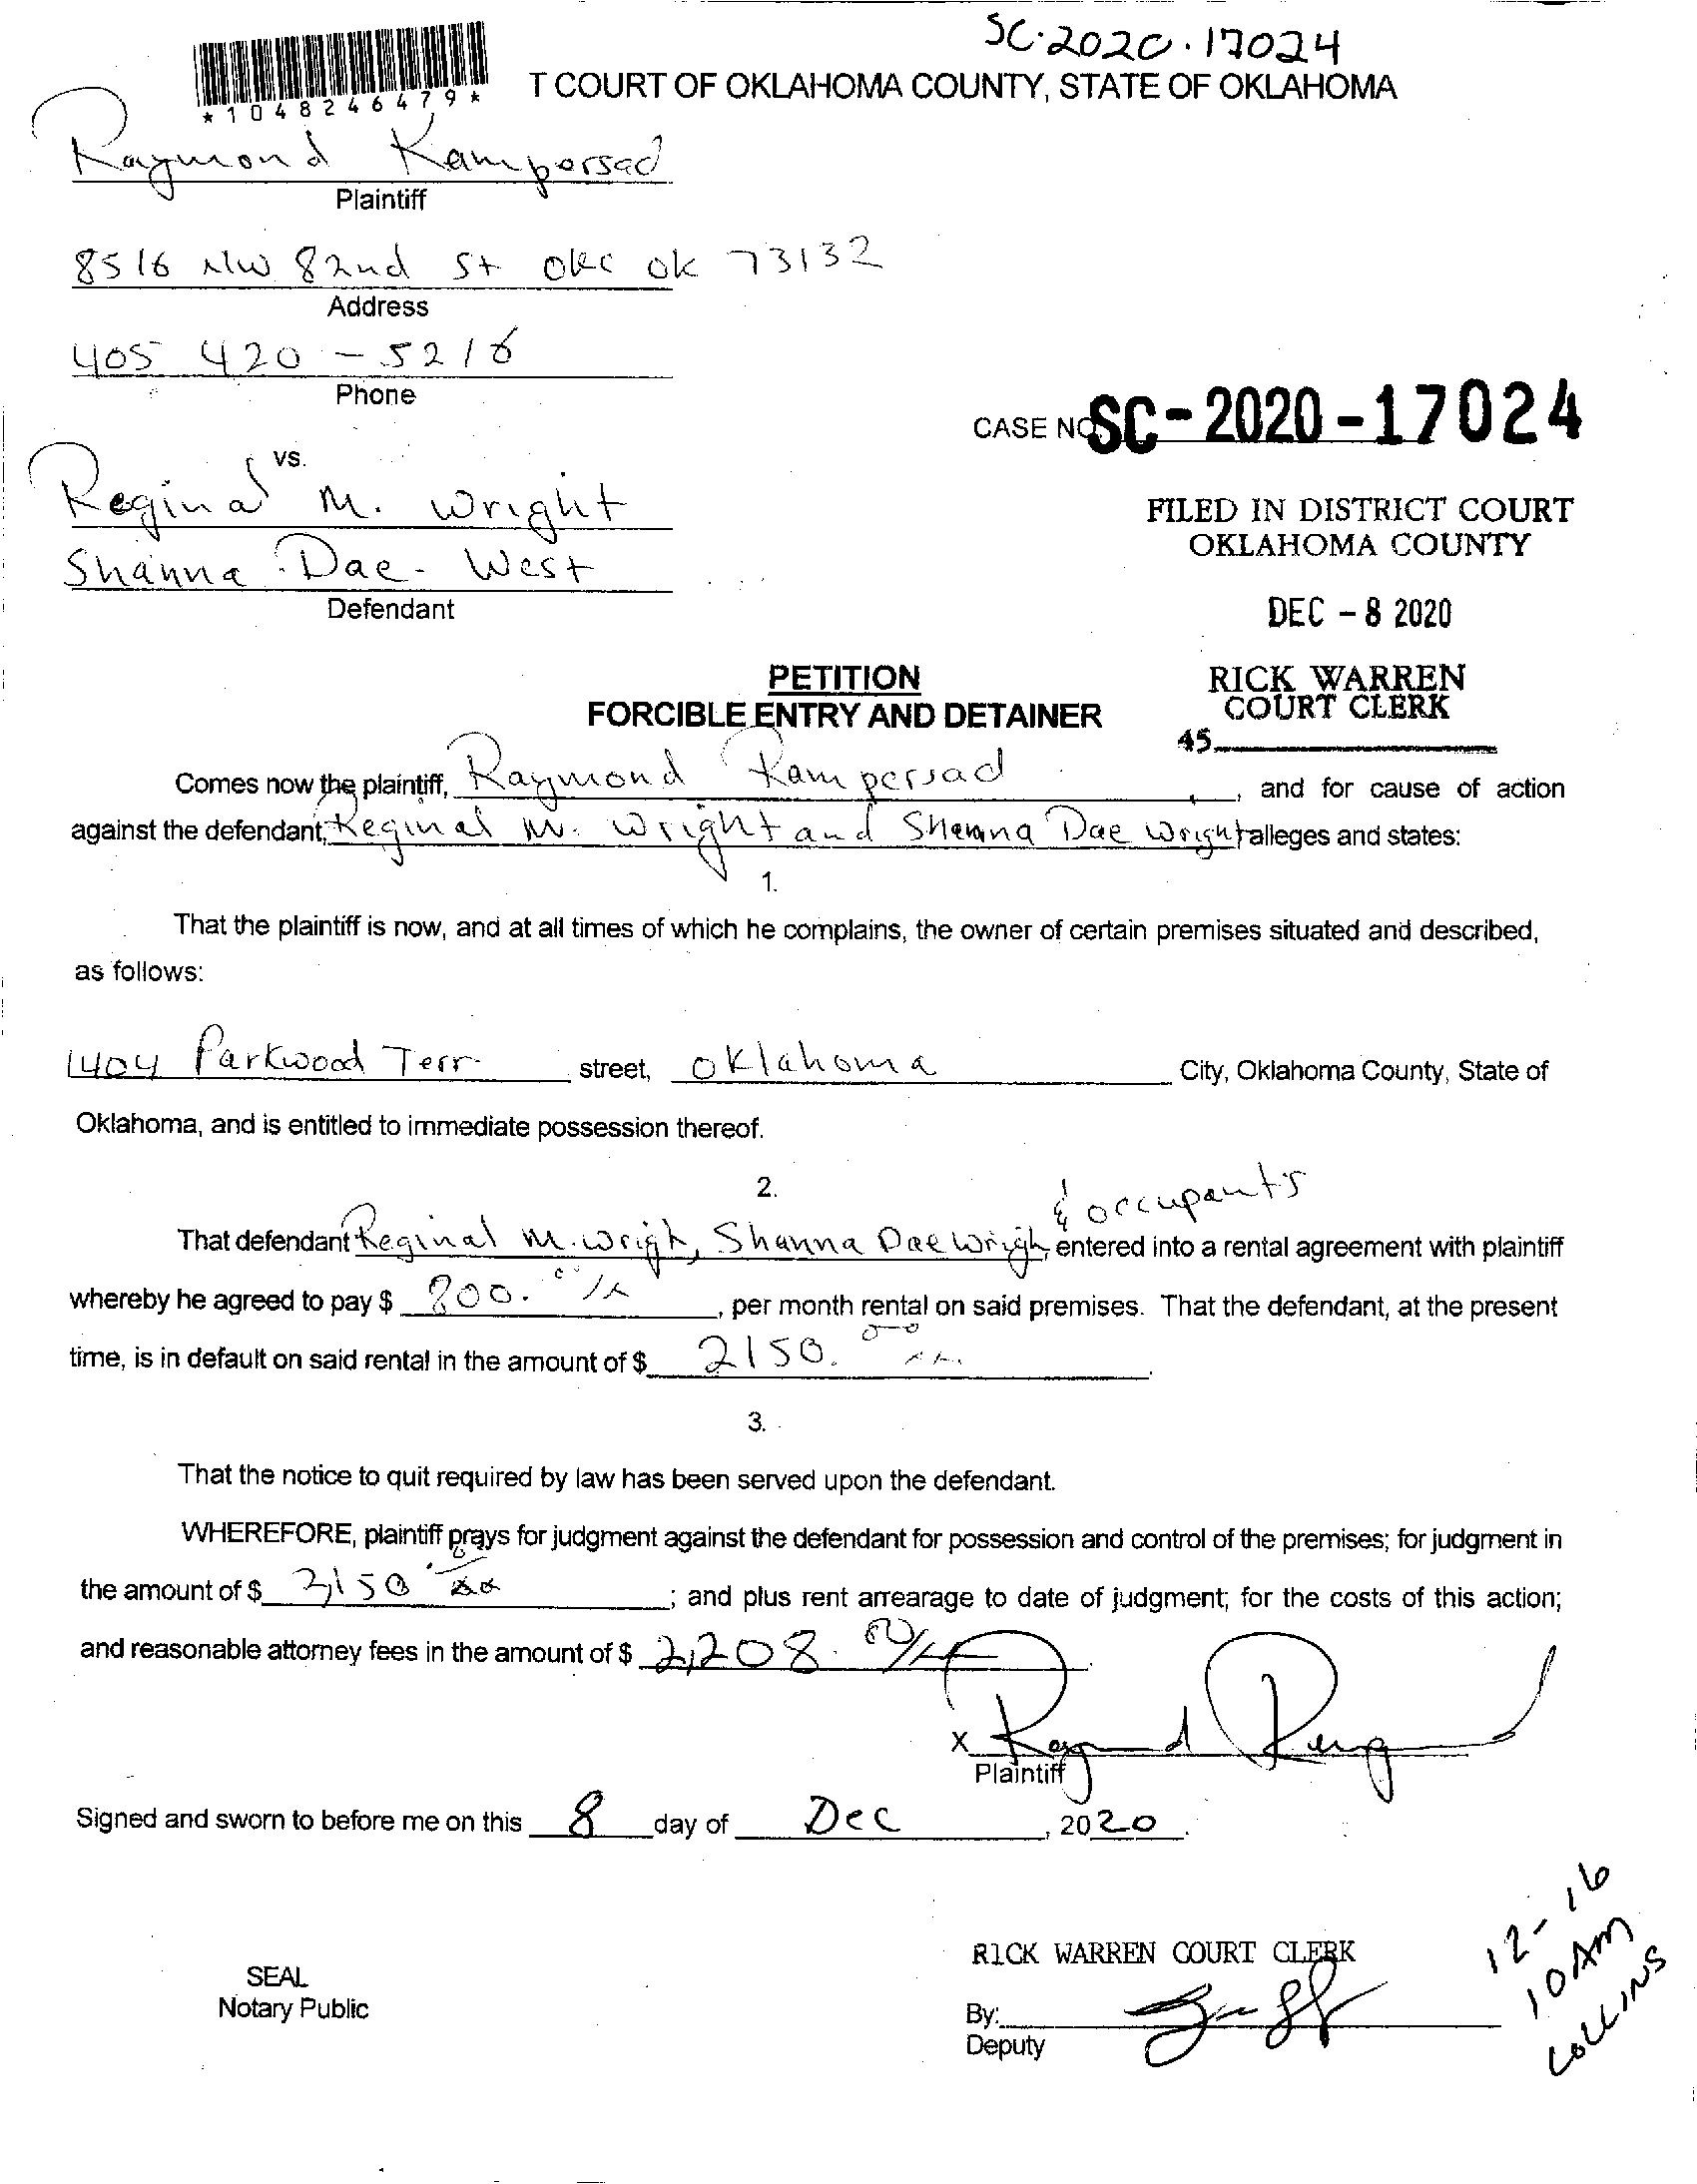 SC-2020-17024
*1048246479*
T COURT OF OKLAHOMA COUNTY, STATE OF OKLAHOMA
Raymond Rampersad
Plaintiff
8516 NW 82nd St OKC OK 73132
Address
405 420-5216
Phone
CASE NO SC-2020-17024
vs.
Reginal M. Wright
Shanna Dae West
Defendant
FILED IN DISTRICT COURT
OKLAHOMA COUNTY
DEC - 8 2020
RICK WARREN
COURT CLERK
45
PETITION
FORCIBLE ENTRY AND DETAINER
Comes now the plaintiff, Raymond Rampersad, and for cause of action
against the defendant, Reginal M. Wright and Shanna Dae Wright alleges and states:
1.
That the plaintiff is now, and at all times of which he complains, the owner of certain premises situated and described,
as follows:
1404 Parkwood Terr street, Oklahoma City, Oklahoma County, State of
Oklahoma, and is entitled to immediate possession thereof.
2.
& occupants
That defendant Reginal M. Wrigh, Shanna Dae Wrigh, entered into a rental agreement with plaintiff
whereby he agreed to pay $ 800.00, per month rental on said premises. That the defendant, at the present
time, is in default on said rental in the amount of $ 2150.00.
3.
That the notice to quit required by law has been served upon the defendant.
WHEREFORE, plaintiff prays for judgment against the defendant for possession and control of the premises; for judgment in
the amount of $ 2,150; and plus rent arrearage to date of judgment; for the costs of this action;
and reasonable attorney fees in the amount of $ 2,208.
X
Plaintiff
Signed and sworn to before me on this 8 day of Dec, 2020.
12-16
10AM
COLLINS
RICK WARREN COURT CLERK
SEAL
Notary Public
By:
Deputy